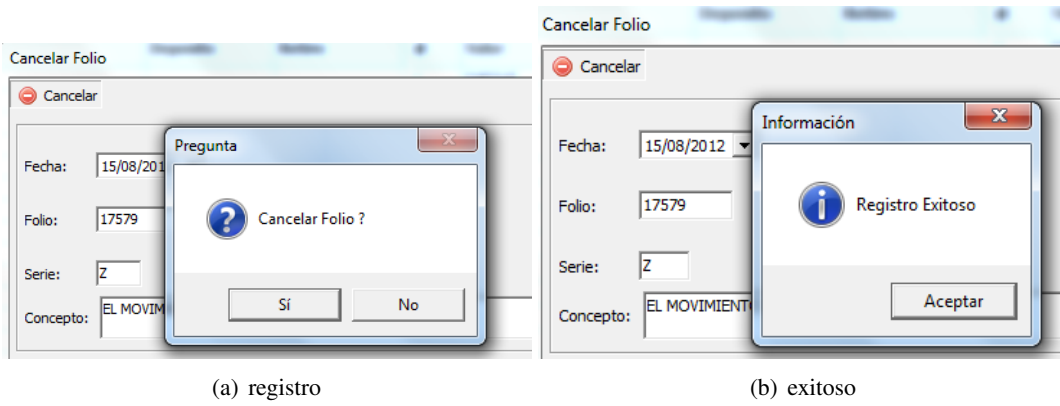 Cancelar Folio
Cancelar
Pregunta
Fecha: 15/08/201
Folio: 17579
Cancelar Folio ?
Serie: Z
Sí No
Concepto: EL MOVIM
(a) registro
Cancelar Folio
Cancelar
Información
Fecha: 15/08/2012
Folio: 17579
Registro Exitoso
Serie: Z
Aceptar
Concepto: EL MOVIMIENTO
(b) exitoso